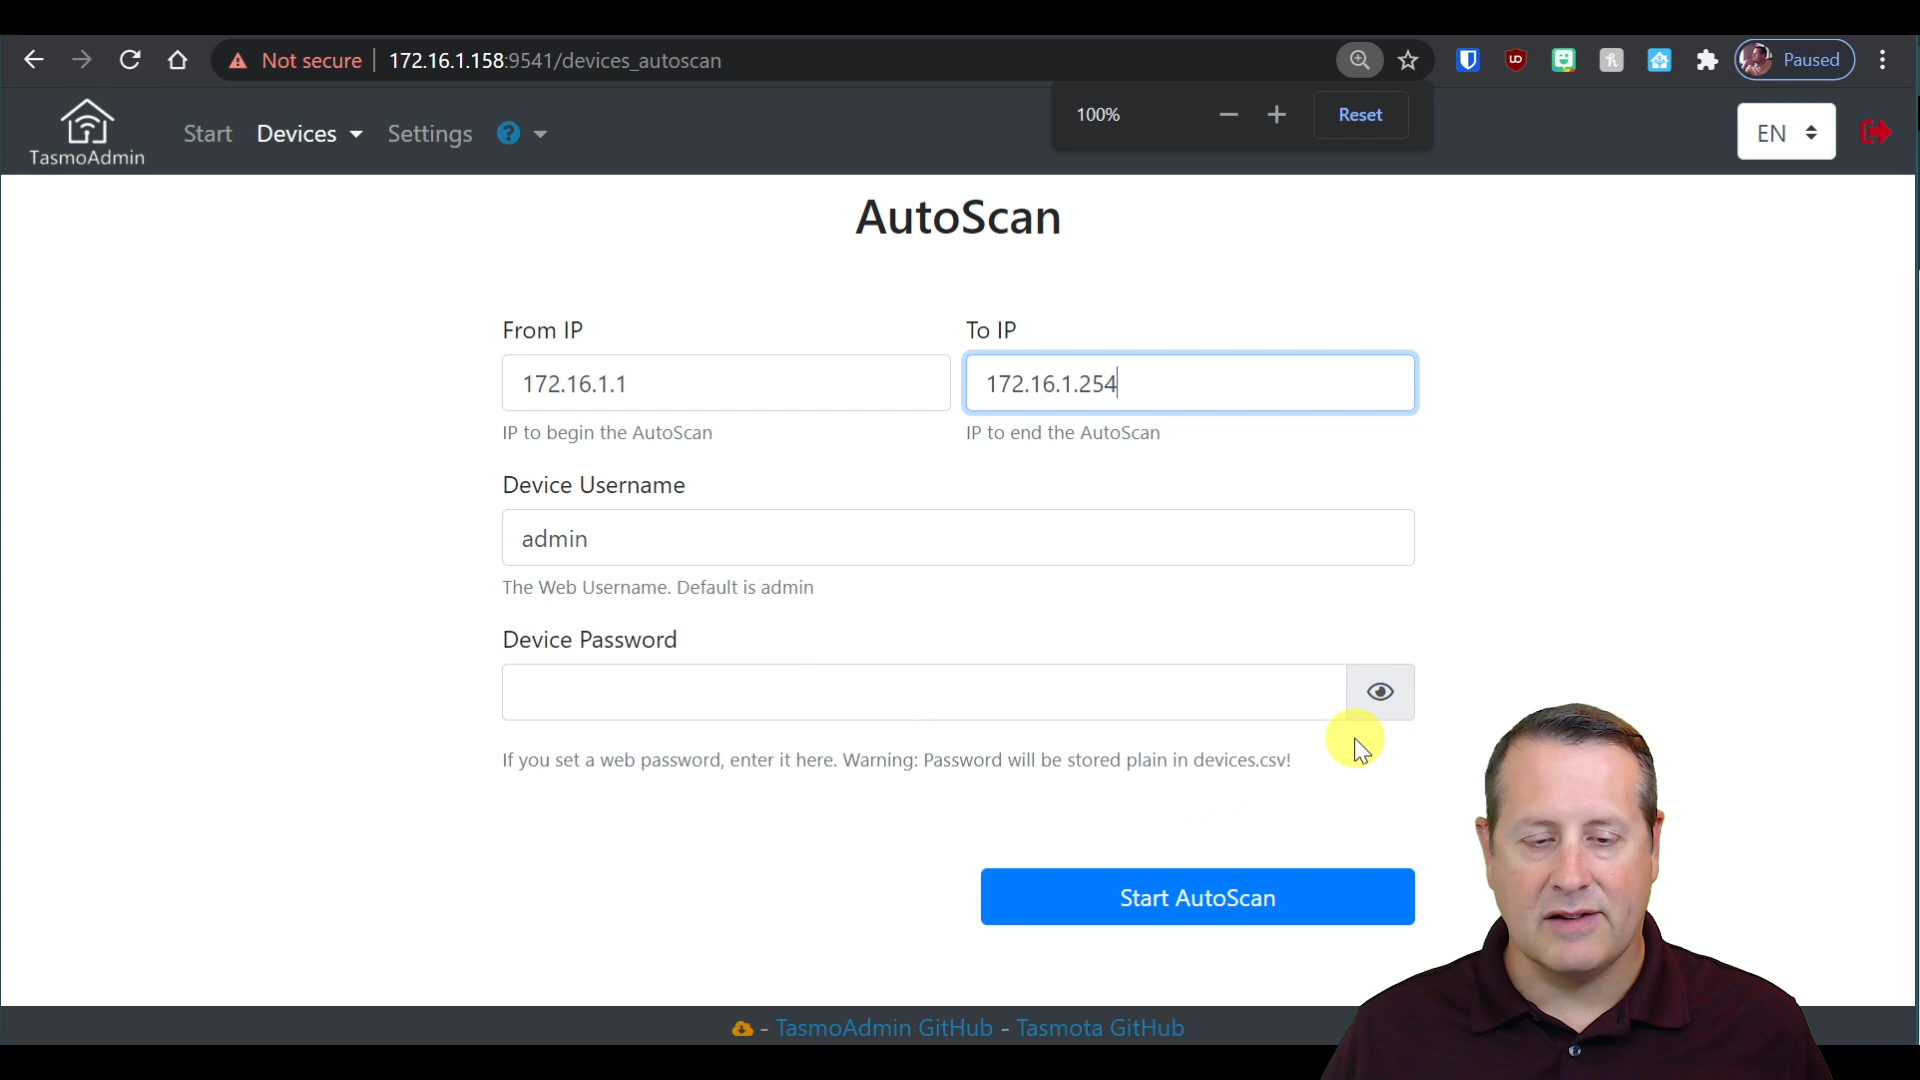 Not secure 172.16.1.158:9541/devices_autoscan
Paused
100% Reset
TasmoAdmin
Start Devices Settings ?
EN
AutoScan
From IP To IP
172.16.1.1 172.16.1.254
IP to begin the AutoScan IP to end the AutoScan
Device Username
admin
The Web Username. Default is admin
Device Password
If you set a web password, enter it here. Warning: Password will be stored plain in devices.csv!
Start AutoScan
- TasmoAdmin GitHub - Tasmota GitHub